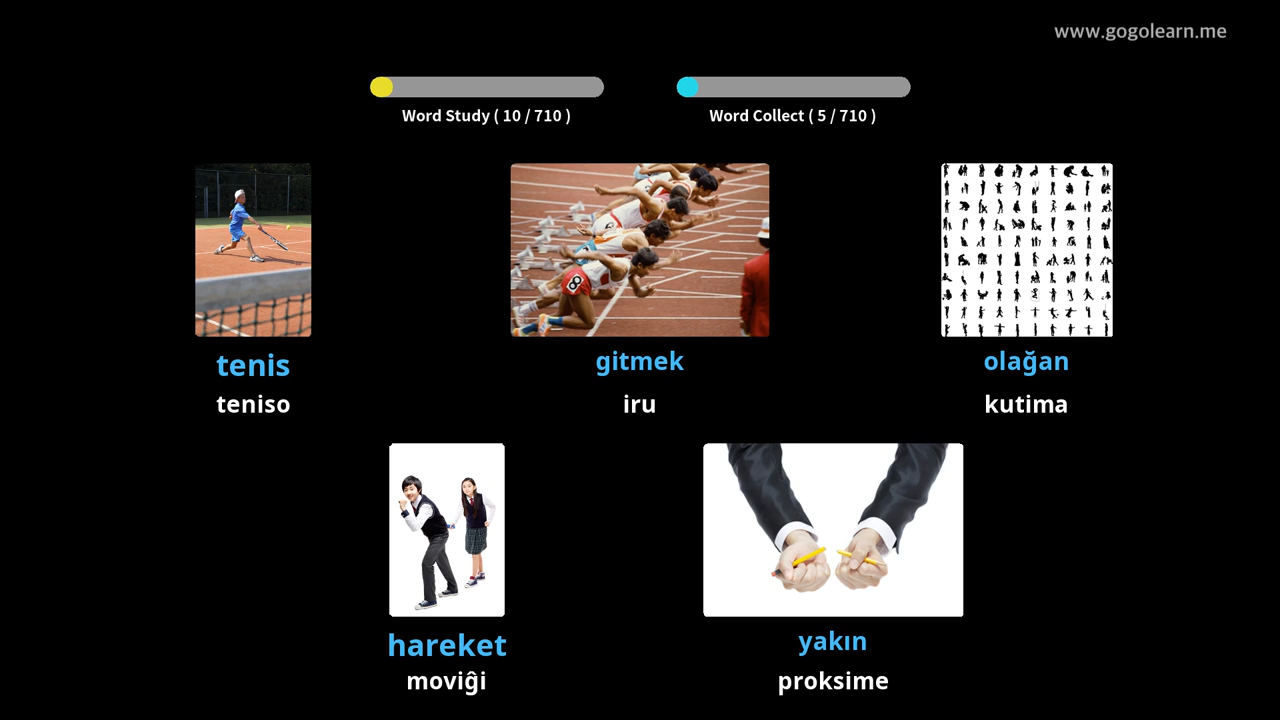 www.gogolearn.me
Word Study ( 10 / 710 )
Word Collect ( 5 / 710 )
tenis
teniso
gitmek
iru
olağan
kutima
hareket
moviĝi
yakın
proksime